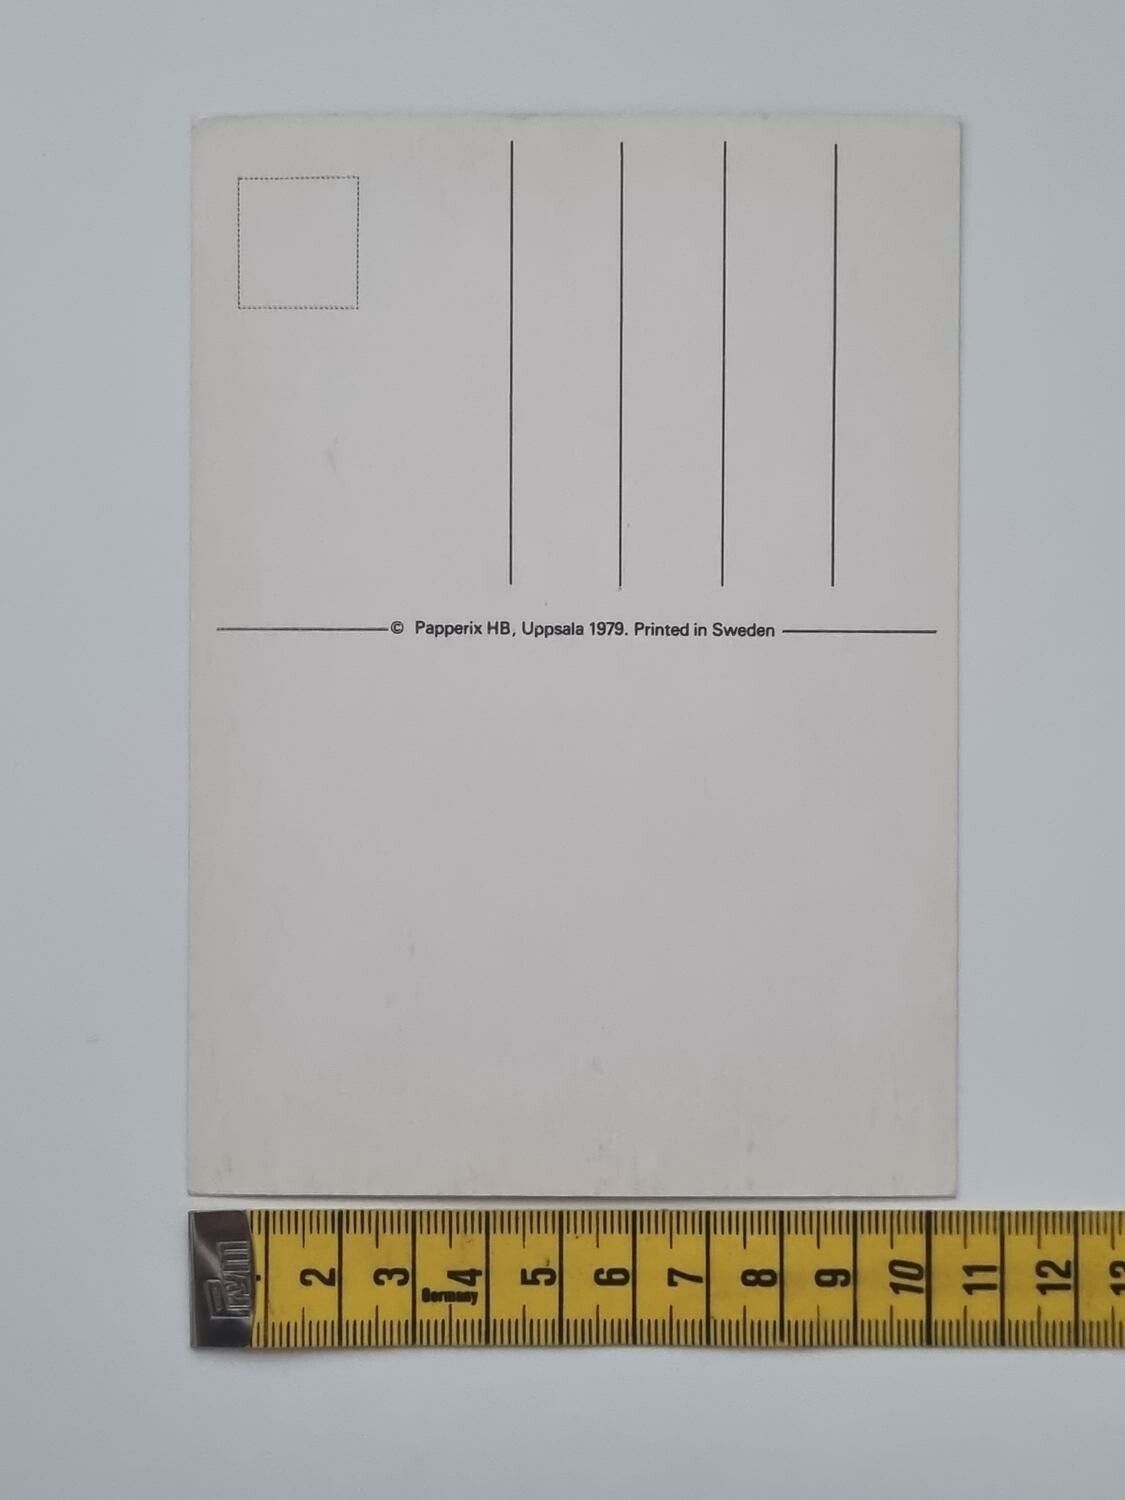 © Papperix HB, Uppsala 1979. Printed in Sweden
2 3 4 5 6 7 8 9 10 11 12 13
Germany